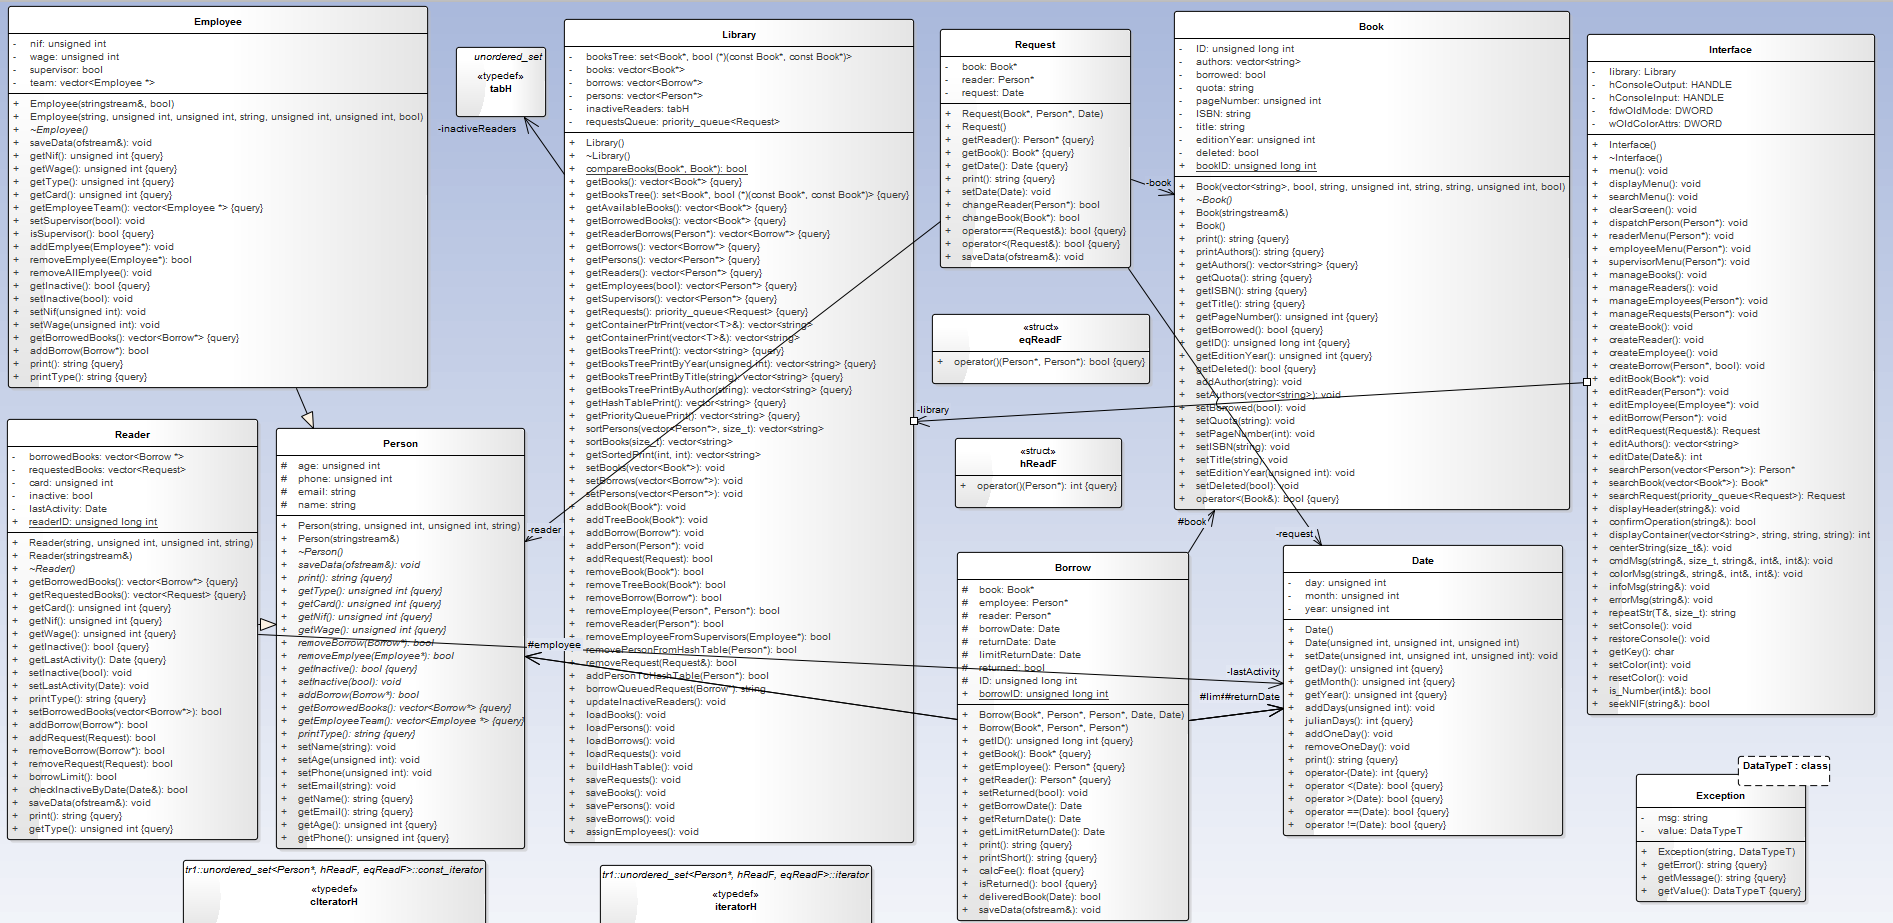 Employee
- nif: unsigned int
- wage: unsigned int
- supervisor: bool
- team: vector<Employee *>
+ Employee(stringstream&, bool)
+ Employee(string, unsigned int, unsigned int, string, unsigned int, unsigned int, bool)
+ ~Employee()
+ saveData(ofstream&): void
+ getNif(): unsigned int {query}
+ getWage(): unsigned int {query}
+ getType(): unsigned int {query}
+ getCard(): unsigned int {query}
+ getEmployeeTeam(): vector<Employee *> {query}
+ setSupervisor(bool): void
+ isSupervisor(): bool {query}
+ addEmplyee(Employee*): void
+ removeEmplyee(Employee*): bool
+ removeAllEmplyee(): void
+ getInactive(): bool {query}
+ setInactive(bool): void
+ setNif(unsigned int): void
+ setWage(unsigned int): void
+ getBorrowedBooks(): vector<Borrow*> {query}
+ addBorrow(Borrow*): bool
+ print(): string {query}
+ printType(): string {query}
Reader
- borrowedBooks: vector<Borrow *>
- requestedBooks: vector<Request>
- card: unsigned int
- inactive: bool
- lastActivity: Date
+ readerID: unsigned long int
+ Reader(string, unsigned int, unsigned int, string)
+ Reader(stringstream&)
+ ~Reader()
+ getBorrowedBooks(): vector<Borrow*> {query}
+ getRequestedBooks(): vector<Request> {query}
+ getCard(): unsigned int {query}
+ getNif(): unsigned int {query}
+ getWage(): unsigned int {query}
+ getInactive(): bool {query}
+ getLastActivity(): Date {query}
+ setInactive(bool): void
+ setLastActivity(Date): void
+ printType(): string {query}
+ setBorrowedBooks(vector<Borrow*>): bool
+ addBorrow(Borrow*): bool
+ addRequest(Request): bool
+ removeBorrow(Borrow*): bool
+ removeRequest(Request): bool
+ borrowLimit(): bool
+ checkInactiveByDate(Date&): bool
+ saveData(ofstream&): void
+ print(): string {query}
+ getType(): unsigned int {query}
Person
# age: unsigned int
# phone: unsigned int
# email: string
# name: string
+ Person(string, unsigned int, unsigned int, string)
+ Person(stringstream&)
+ ~Person()
+ saveData(ofstream&): void
+ print(): string {query}
+ getType(): unsigned int {query}
+ getCard(): unsigned int {query}
+ getNif(): unsigned int {query}
+ getWage(): unsigned int {query}
+ removeBorrow(Borrow*): bool
+ removeEmplyee(Employee*): bool
+ getInactive(): bool {query}
+ setInactive(bool): void
+ addBorrow(Borrow*): bool
+ getBorrowedBooks(): vector<Borrow*> {query}
+ getEmployeeTeam(): vector<Employee *> {query}
+ printType(): string {query}
+ setName(string): void
+ setAge(unsigned int): void
+ setPhone(unsigned int): void
+ setEmail(string): void
+ getName(): string {query}
+ getEmail(): string {query}
+ getAge(): unsigned int {query}
+ getPhone(): unsigned int {query}
tr1::unordered_set<Person*, hReadF, eqReadF>::const_iterator
«typedef»
cIteratorH
unordered_set
«typedef»
tabH
-inactiveReaders
Library
- booksTree: set<Book*, bool (*)(const Book*, const Book*)>
- books: vector<Book*>
- borrows: vector<Borrow*>
- persons: vector<Person*>
- inactiveReaders: tabH
- requestsQueue: priority_queue<Request>
+ Library()
+ ~Library()
+ compareBooks(Book*, Book*): bool
+ getBooks(): vector<Book*> {query}
+ getBooksTree(): set<Book*, bool (*)(const Book*, const Book*)> {query}
+ getAvailableBooks(): vector<Book*> {query}
+ getBorrowedBooks(): vector<Book*> {query}
+ getReaderBorrows(Person*): vector<Borrow*> {query}
+ getBorrows(): vector<Borrow*> {query}
+ getPersons(): vector<Person*> {query}
+ getReaders(): vector<Person*> {query}
+ getEmployees(bool): vector<Person*> {query}
+ getSupervisors(): vector<Person*> {query}
+ getRequests(): priority_queue<Request> {query}
+ getContainerPtrPrint(vector<T>&): vector<string>
+ getContainerPrint(vector<T>&): vector<string>
+ getBooksTreePrint(): vector<string> {query}
+ getBooksTreePrintByYear(unsigned int): vector<string> {query}
+ getBooksTreePrintByTitle(string): vector<string> {query}
+ getBooksTreePrintByAuthor(string): vector<string> {query}
+ getHashTablePrint(): vector<string> {query}
+ getPriorityQueuePrint(): vector<string> {query}
+ sortPersons(vector<Person*>, size_t): vector<string>
+ sortBooks(size_t): vector<string>
+ getSortedPrint(int, int): vector<string>
+ setBooks(vector<Book*>): void
+ setBorrows(vector<Borrow*>): void
+ setPersons(vector<Person*>): void
+ addBook(Book*): void
+ addTreeBook(Book*): void
+ addBorrow(Borrow*): void
+ addPerson(Person*): void
+ addRequest(Request): bool
+ removeBook(Book*): bool
+ removeTreeBook(Book*): bool
+ removeBorrow(Borrow*): bool
+ removeEmployee(Person*, Person*): bool
+ removeReader(Person*): bool
+ removeEmployeeFromSupervisors(Employee*): bool
+ removePersonFromHashTable(Person*): bool
+ removeRequest(Request&): bool
+ addPersonToHashTable(Person*): bool
+ borrowQueuedRequest(Borrow*): string
+ updateInactiveReaders(): void
+ loadBooks(): void
+ loadPersons(): void
+ loadBorrows(): void
+ loadRequests(): void
+ buildHashTable(): void
+ saveRequests(): void
+ saveBooks(): void
+ savePersons(): void
+ saveBorrows(): void
+ assignEmployees(): void
tr1::unordered_set<Person*, hReadF, eqReadF>::iterator
«typedef»
iteratorH
-reader
#employee
Request
- book: Book*
- reader: Person*
- request: Date
+ Request(Book*, Person*, Date)
+ Request()
+ getReader(): Person* {query}
+ getBook(): Book* {query}
+ getDate(): Date {query}
+ print(): string {query}
+ setDate(Date): void
+ changeReader(Person*): bool
+ changeBook(Book*): bool
+ operator==(Request&): bool {query}
+ operator<(Request&): bool {query}
+ saveData(ofstream&): void
«struct»
eqReadF
+ operator()(Person*, Person*): bool {query}
-library
«struct»
hReadF
+ operator()(Person*): int {query}
-book
#book
Borrow
# book: Book*
# employee: Person*
# reader: Person*
# borrowDate: Date
# returnDate: Date
# limitReturnDate: Date
# returned: bool
# ID: unsigned long int
+ borrowID: unsigned long int
+ Borrow(Book*, Person*, Person*, Date, Date)
+ Borrow(Book*, Person*, Person*)
+ getID(): unsigned long int {query}
+ getBook(): Book* {query}
+ getEmployee(): Person* {query}
+ getReader(): Person* {query}
+ setReturned(bool): void
+ getBorrowDate(): Date
+ getReturnDate(): Date
+ getLimitReturnDate(): Date
+ print(): string {query}
+ printShort(): string {query}
+ calcFee(): float {query}
+ isReturned(): bool {query}
+ deliveredBook(Date): bool
+ saveData(ofstream&): void
Book
- ID: unsigned long int
- authors: vector<string>
- borrowed: bool
- quota: string
- pageNumber: unsigned int
- ISBN: string
- title: string
- editionYear: unsigned int
- deleted: bool
+ bookID: unsigned long int
+ Book(vector<string>, bool, string, unsigned int, string, string, unsigned int, bool)
+ ~Book()
+ Book(stringstream&)
+ Book()
+ print(): string {query}
+ printAuthors(): string {query}
+ getAuthors(): vector<string> {query}
+ getQuota(): string {query}
+ getISBN(): string {query}
+ getTitle(): string {query}
+ getPageNumber(): unsigned int {query}
+ getBorrowed(): bool {query}
+ getID(): unsigned long int {query}
+ getEditionYear(): unsigned int {query}
+ getDeleted(): bool {query}
+ addAuthor(string): void
+ setAuthors(vector<string>): void
+ setBorrowed(bool): void
+ setQuota(string): void
+ setPageNumber(int): void
+ setISBN(string): void
+ setTitle(string): void
+ setEditionYear(unsigned int): void
+ setDeleted(bool): void
+ operator<(Book&): bool {query}
-request
-lastActivity
#returnDate
Date
- day: unsigned int
- month: unsigned int
- year: unsigned int
+ Date()
+ Date(unsigned int, unsigned int, unsigned int)
+ setDate(unsigned int, unsigned int, unsigned int): void
+ getDay(): unsigned int {query}
+ getMonth(): unsigned int {query}
+ getYear(): unsigned int {query}
+ addDays(unsigned int): void
+ julianDays(): int {query}
+ addOneDay(): void
+ removeOneDay(): void
+ print(): string {query}
+ operator-(Date): int {query}
+ operator <(Date): bool {query}
+ operator >(Date): bool {query}
+ operator ==(Date): bool {query}
+ operator !=(Date): bool {query}
Interface
- library: Library
- hConsoleOutput: HANDLE
- hConsoleInput: HANDLE
- fdwOldMode: DWORD
- wOldColorAttrs: DWORD
+ Interface()
+ ~Interface()
+ menu(): void
+ displayMenu(): void
+ searchMenu(): void
+ clearScreen(): void
+ dispatchPerson(Person*): void
+ readerMenu(Person*): void
+ employeeMenu(Person*): void
+ supervisorMenu(Person*): void
+ manageBooks(): void
+ manageReaders(): void
+ manageEmployees(Person*): void
+ manageRequests(Person*): void
+ createBook(): void
+ createReader(): void
+ createEmployee(): void
+ createBorrow(Person*, bool): void
+ editBook(Book*): void
+ editReader(Person*): void
+ editEmployee(Employee*): void
+ editBorrow(Person*): void
+ editRequest(Request&): Request
+ editAuthors(): vector<string>
+ editDate(Date&): int
+ searchPerson(vector<Person*>): Person*
+ searchBook(vector<Book*>): Book*
+ searchRequest(priority_queue<Request>): Request
+ displayHeader(string&): void
+ confirmOperation(string&): bool
+ displayContainer(vector<string>, string, string, string): int
+ centerString(size_t&): void
+ cmdMsg(string&, size_t, string&, int&, int&): void
+ colorMsg(string&, string&, int&, int&): void
+ infoMsg(string&): void
+ errorMsg(string&): void
+ repeatStr(T&, size_t): string
+ setConsole(): void
+ restoreConsole(): void
+ getKey(): char
+ setColor(int): void
+ resetColor(): void
+ is_Number(int&): bool
+ seekNIF(string&): bool
DataTypeT : class
Exception
- msg: string
- value: DataTypeT
+ Exception(string, DataTypeT)
+ getError(): string {query}
+ getMessage(): string {query}
+ getValue(): DataTypeT {query}